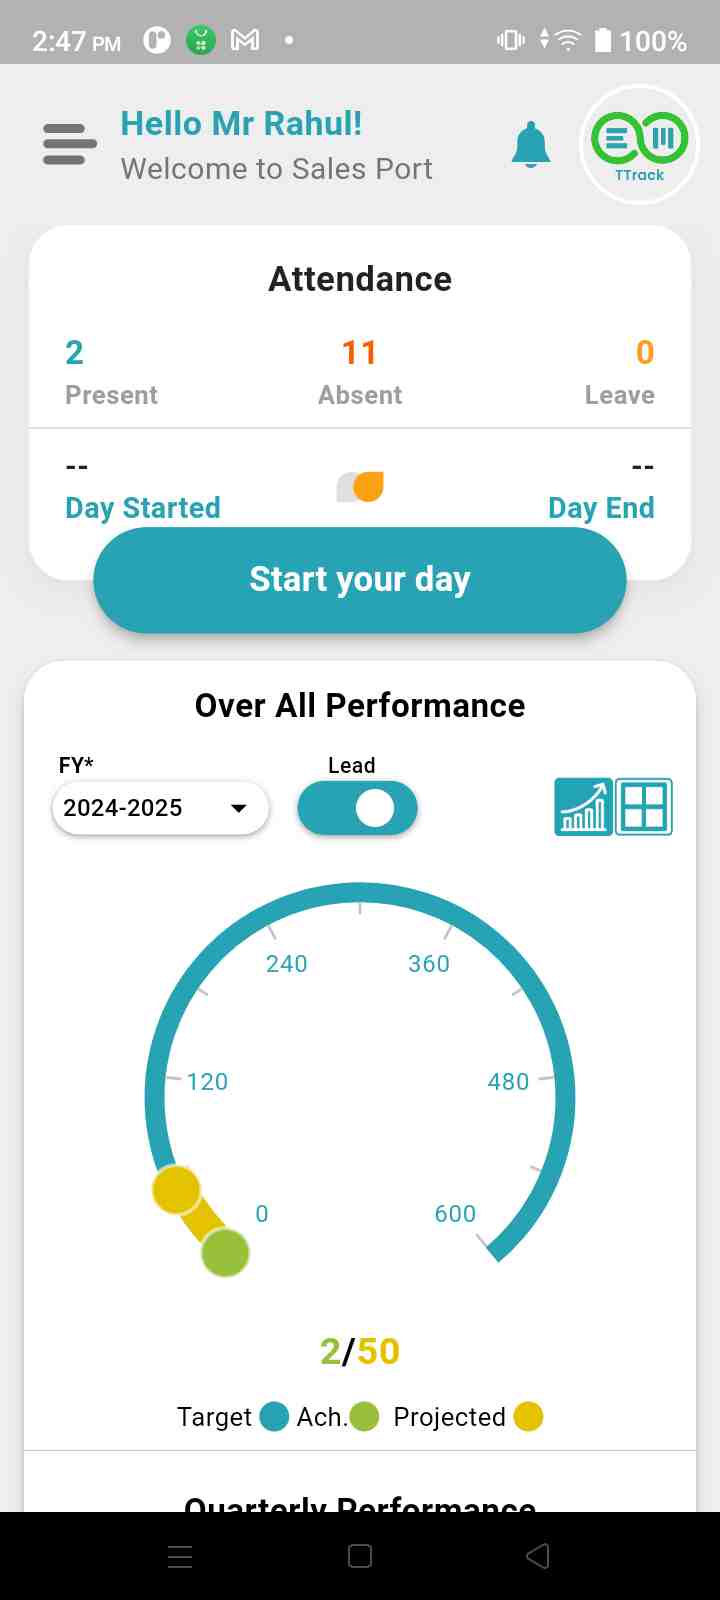 2:47 PM 100%
Hello Mr Rahul!
Welcome to Sales Port
TTrack
Attendance
2 11 0
Present Absent Leave
-- --
Day Started Day End
Start your day
Over All Performance
FY* Lead
2024-2025
240 360
120 480
0 600
2/50
Target Ach. Projected
Quarterly Performance